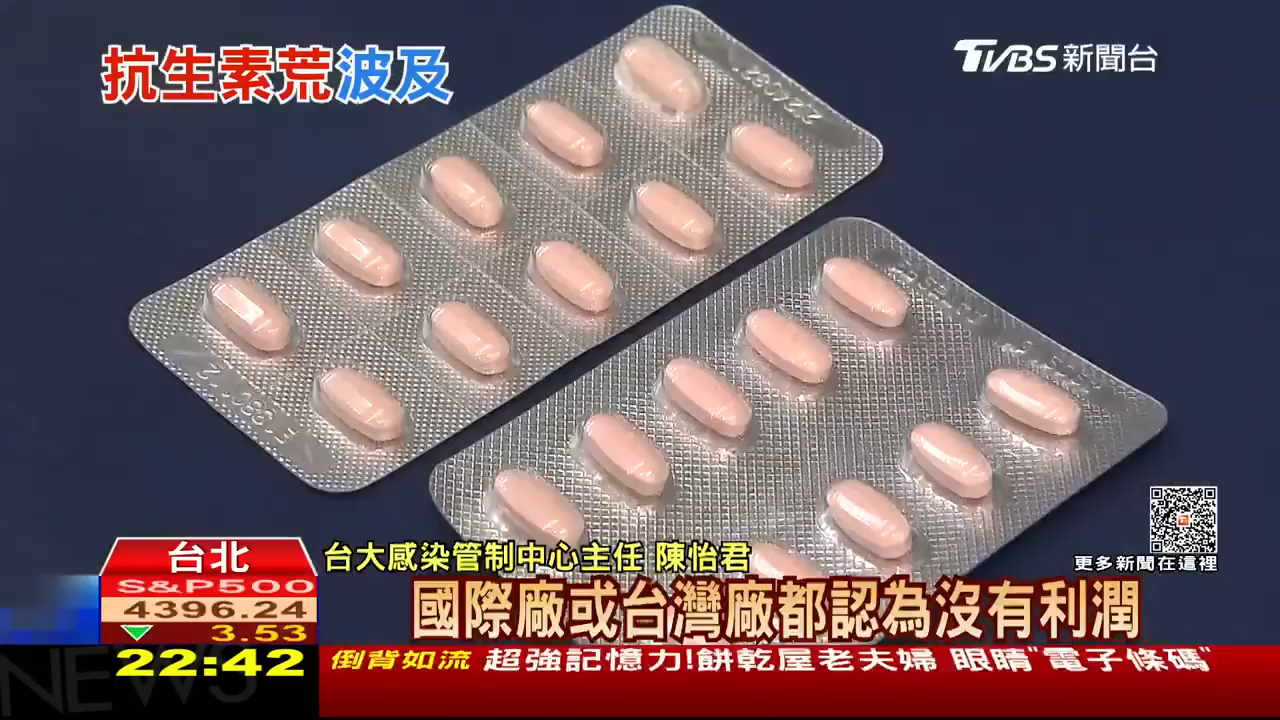 抗生素荒波及
TVBS新聞台
更多新聞在這裡
台北
S&P500
4396.24
3.53
22:42
台大感染管制中心主任 陳怡君
國際廠或台灣廠都認為沒有利潤
倒背如流 超強記憶力!餅乾屋老夫婦 眼睛"電子條碼"
NEWS